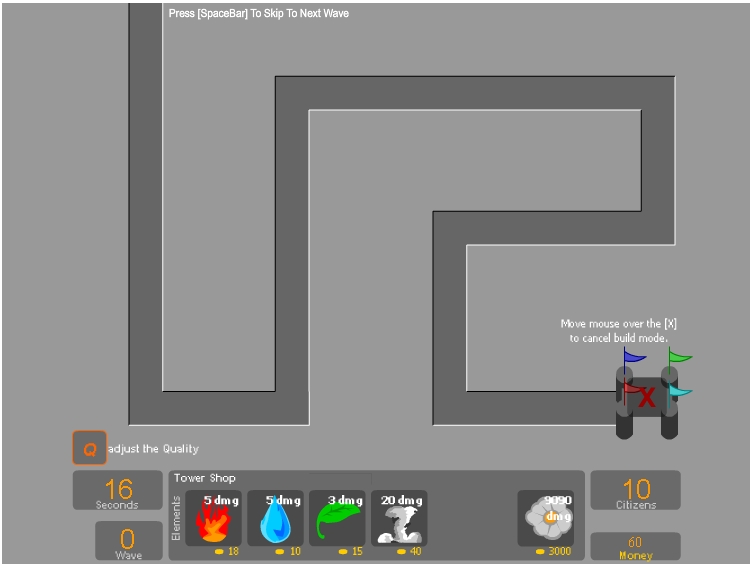 Press [SpaceBar] To Skip To Next Wave
Move mouse over the [X]
to cancel build mode.
X
Q adjust the Quality
16
Seconds
0
Wave
Tower Shop
Elements
5 dmg
18
5 dmg
10
3 dmg
15
20 dmg
40
9090
dmg
3000
10
Citizens
60
Money